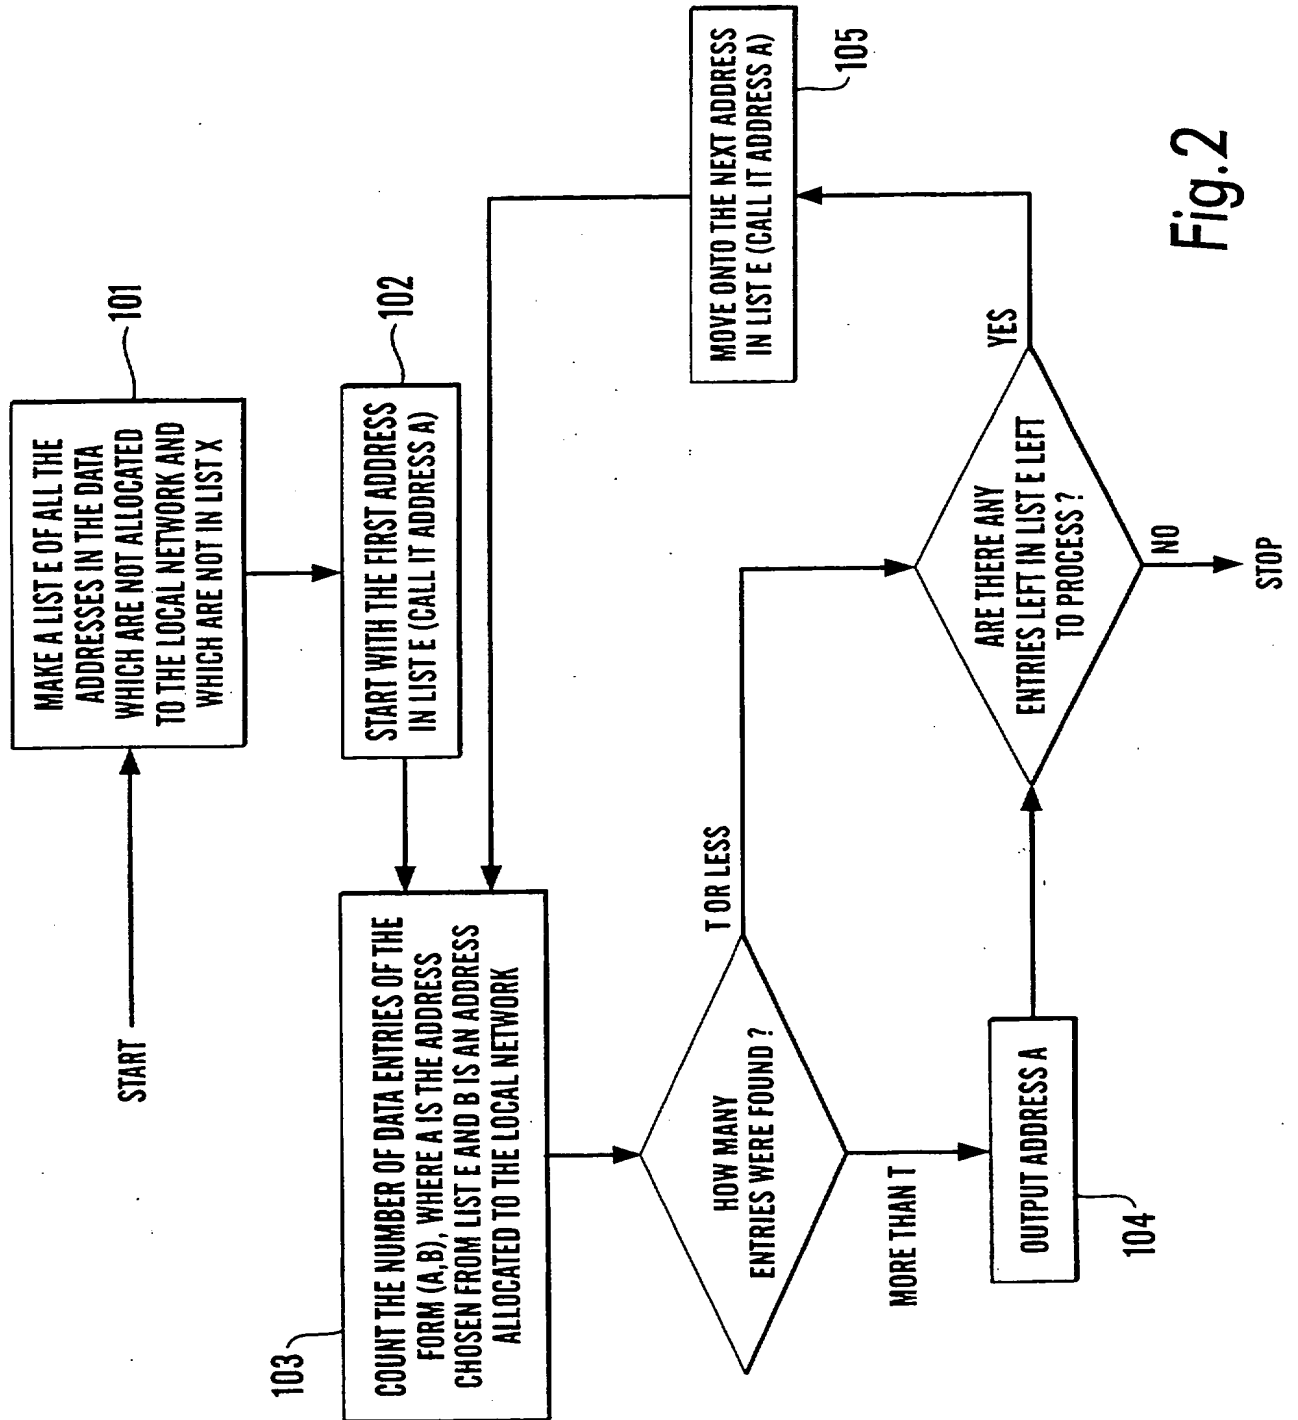 START
MAKE A LIST E OF ALL THE
ADDRESSES IN THE DATA
WHICH ARE NOT ALLOCATED
TO THE LOCAL NETWORK AND
WHICH ARE NOT IN LIST X
101
START WITH THE FIRST ADDRESS
IN LIST E (CALL IT ADDRESS A)
102
103
COUNT THE NUMBER OF DATA ENTRIES OF THE
FORM (A,B), WHERE A IS THE ADDRESS
CHOSEN FROM LIST E AND B IS AN ADDRESS
ALLOCATED TO THE LOCAL NETWORK
HOW MANY
ENTRIES WERE FOUND ?
T OR LESS
MORE THAN T
OUTPUT ADDRESS A
104
ARE THERE ANY
ENTRIES LEFT IN LIST E LEFT
TO PROCESS ?
YES
NO
STOP
MOVE ONTO THE NEXT ADDRESS
IN LIST E (CALL IT ADDRESS A)
105
Fig.2